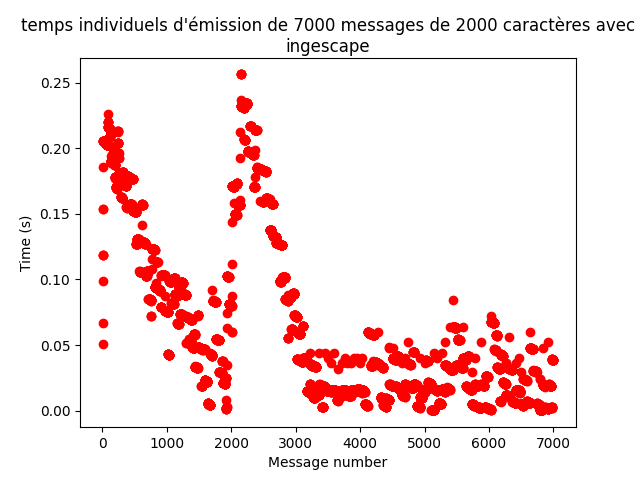 temps individuels d'émission de 7000 messages de 2000 caractères avec
ingescape
0.25
0.20
0.15
0.10
0.05
0.00
Time (s)
0 1000 2000 3000 4000 5000 6000 7000
Message number